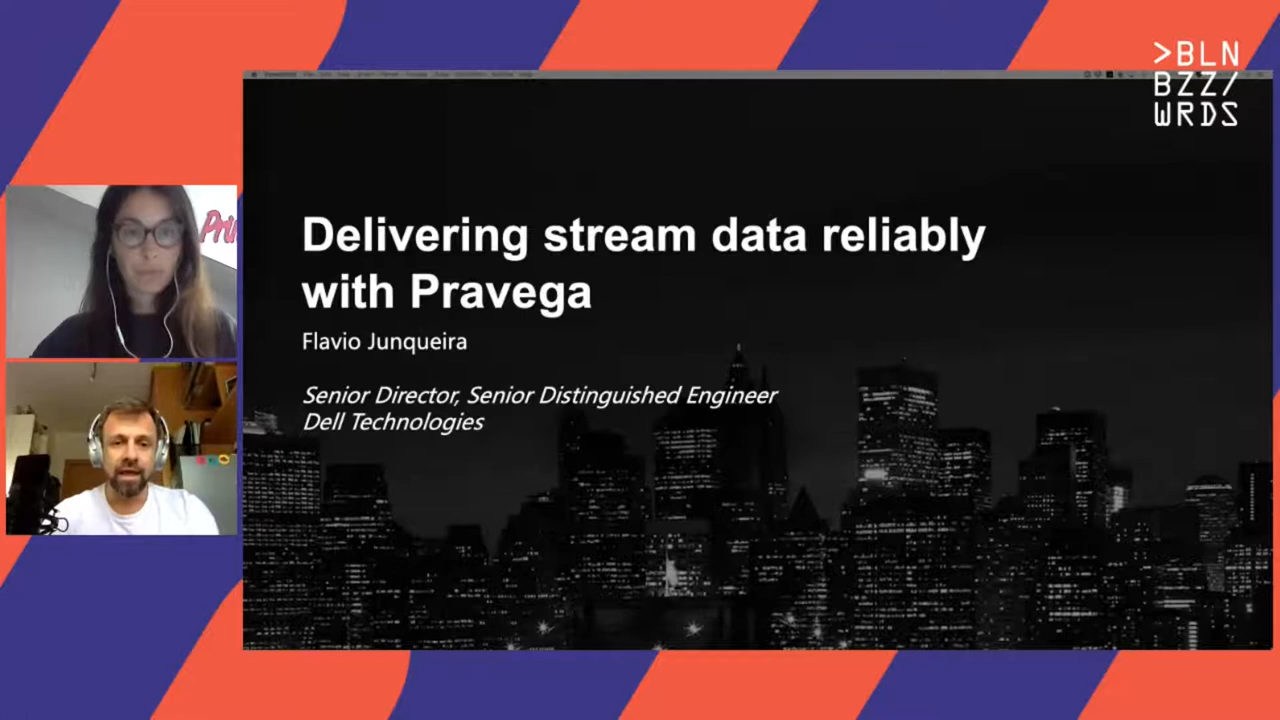 >BLN
BZZ/
WRDS
Delivering stream data reliably
with Pravega
Flavio Junqueira
Senior Director, Senior Distinguished Engineer
Dell Technologies